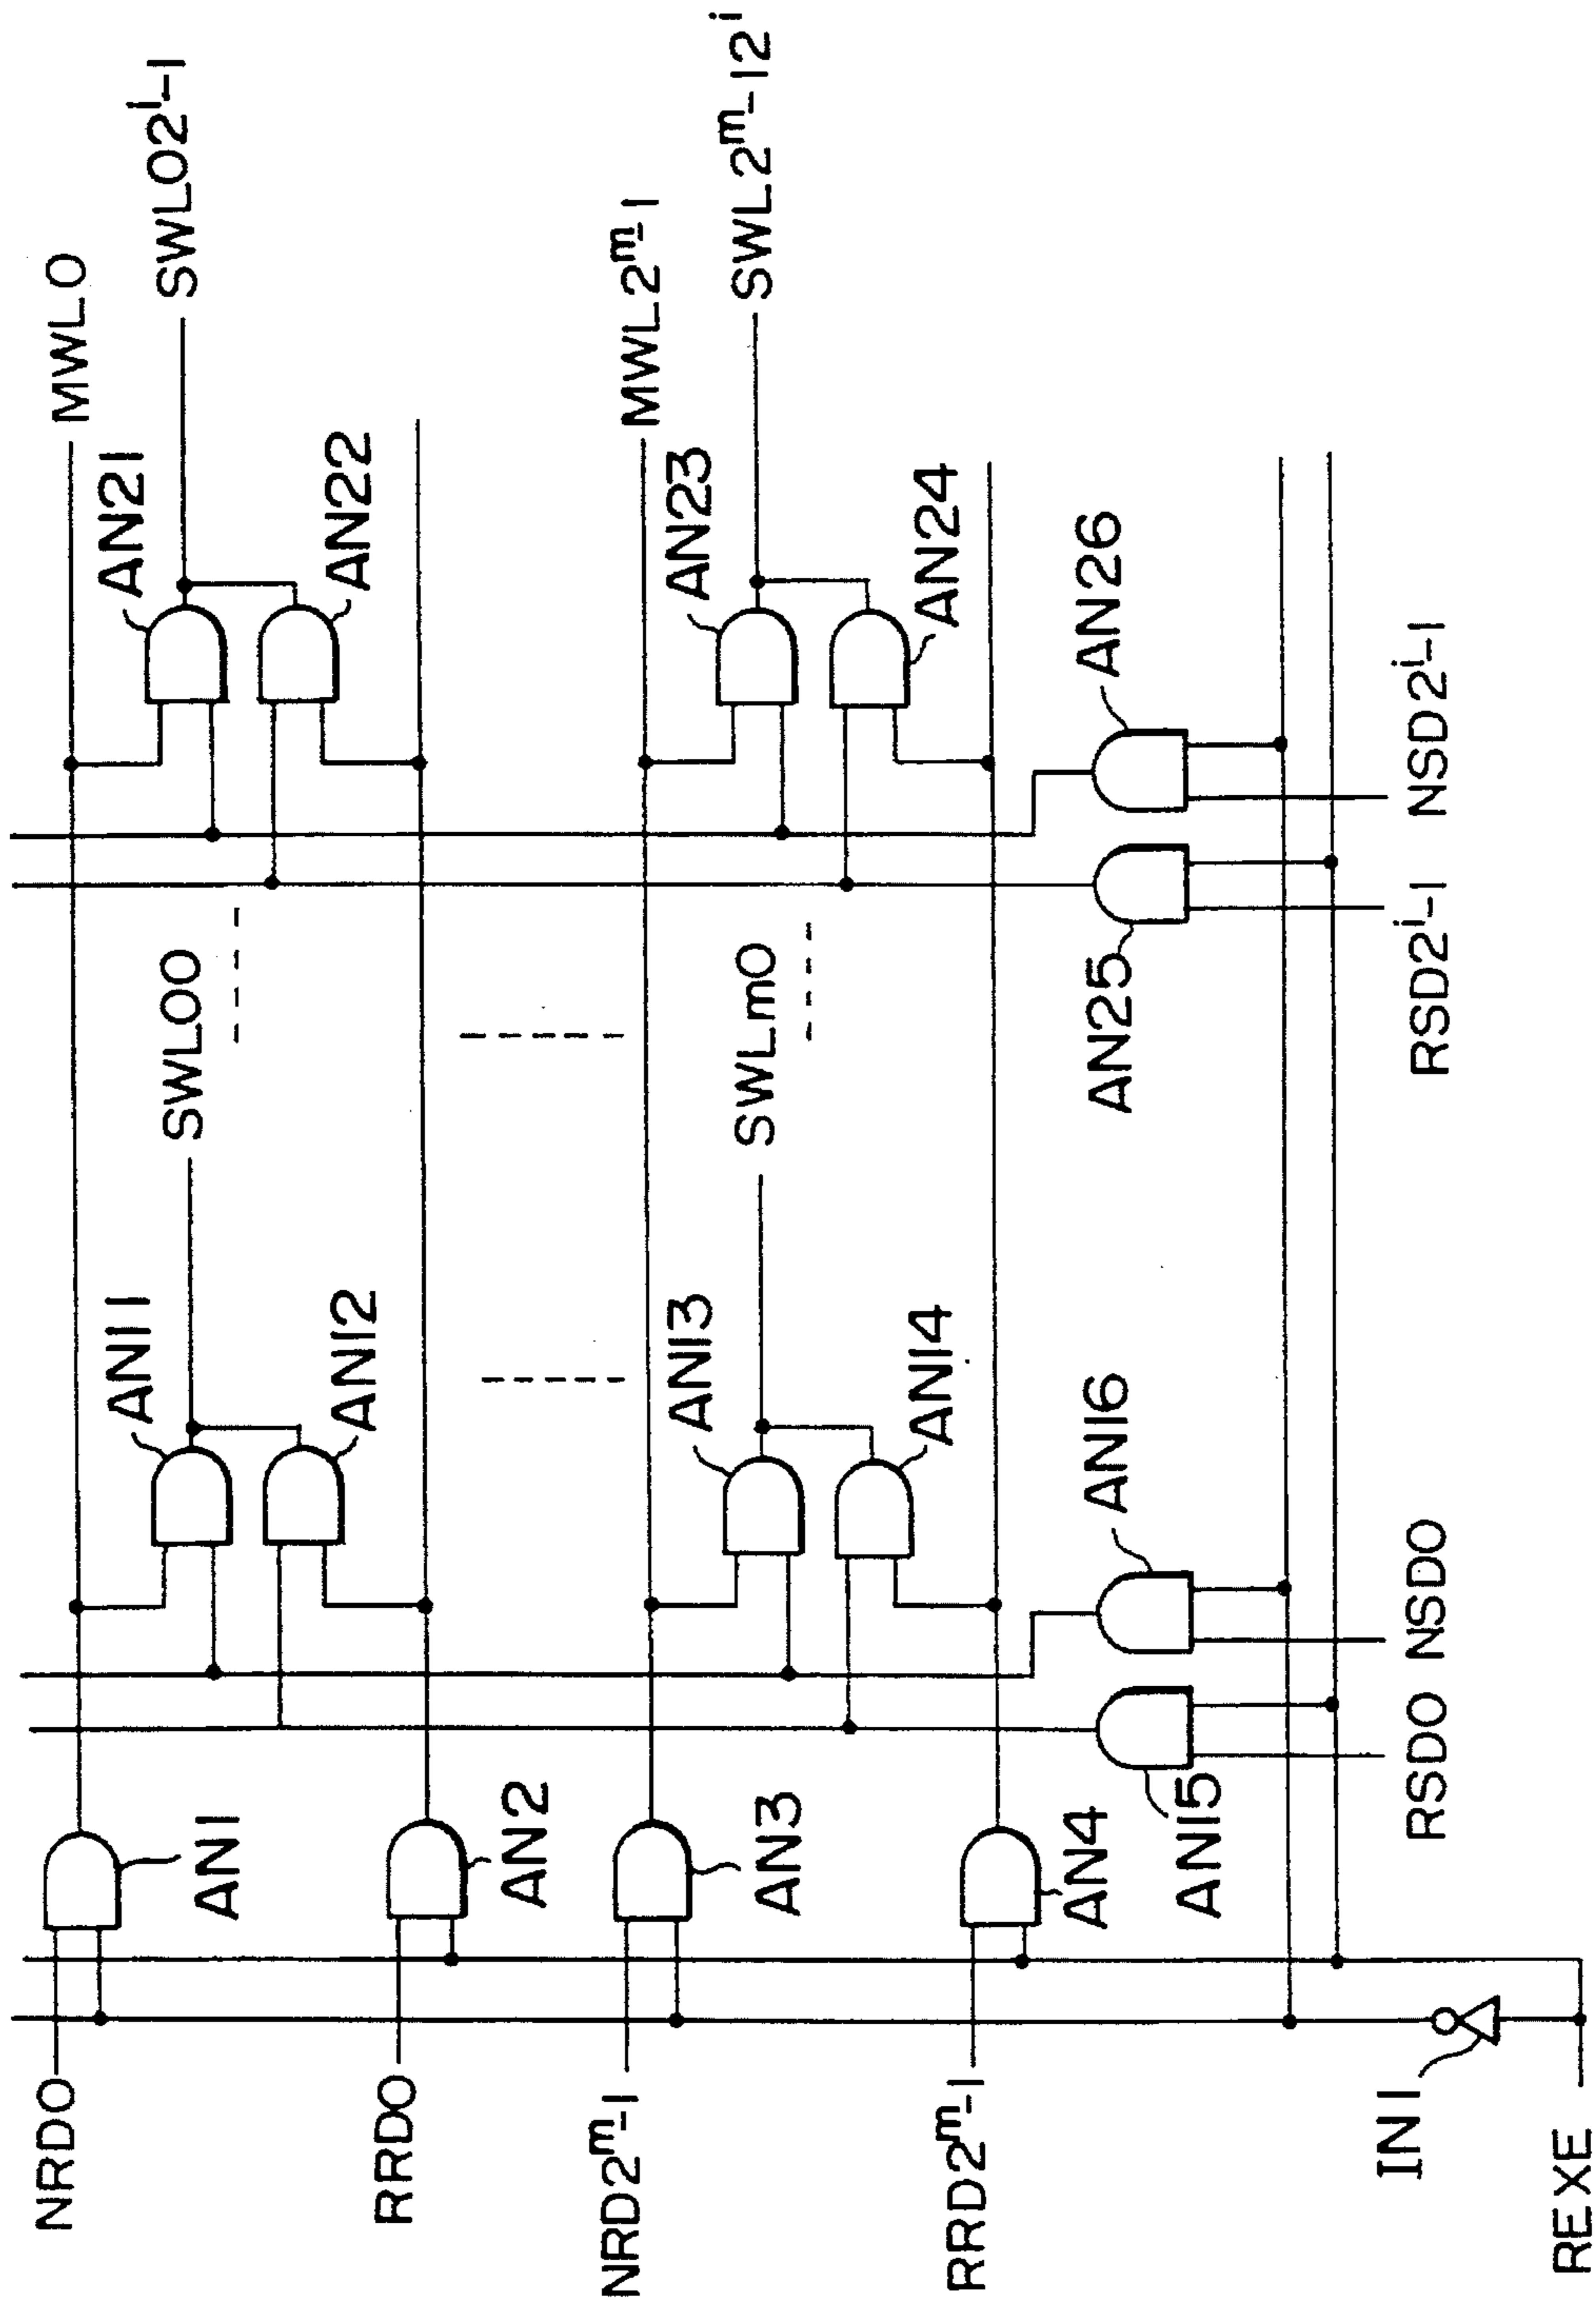 MWL0
SWL02^i-1
AN21
AN22
MWL2^m-1
SWL2^m-12^i
AN23
AN24
AN26
NSD2^i-1
AN25
RSD2^i-1
SWL00
SWLm0
AN11
AN12
AN13
AN14
AN16
NSD0
AN15
RSD0
AN1
AN2
AN3
AN4
NRD0
RRD0
NRD2^m-1
RRD2^m-1
IN1
REXE